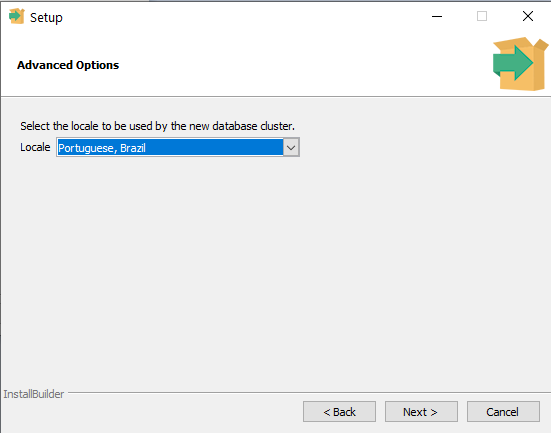 Setup
Advanced Options
Select the locale to be used by the new database cluster.
Locale Portuguese, Brazil
InstallBuilder
< Back Next > Cancel